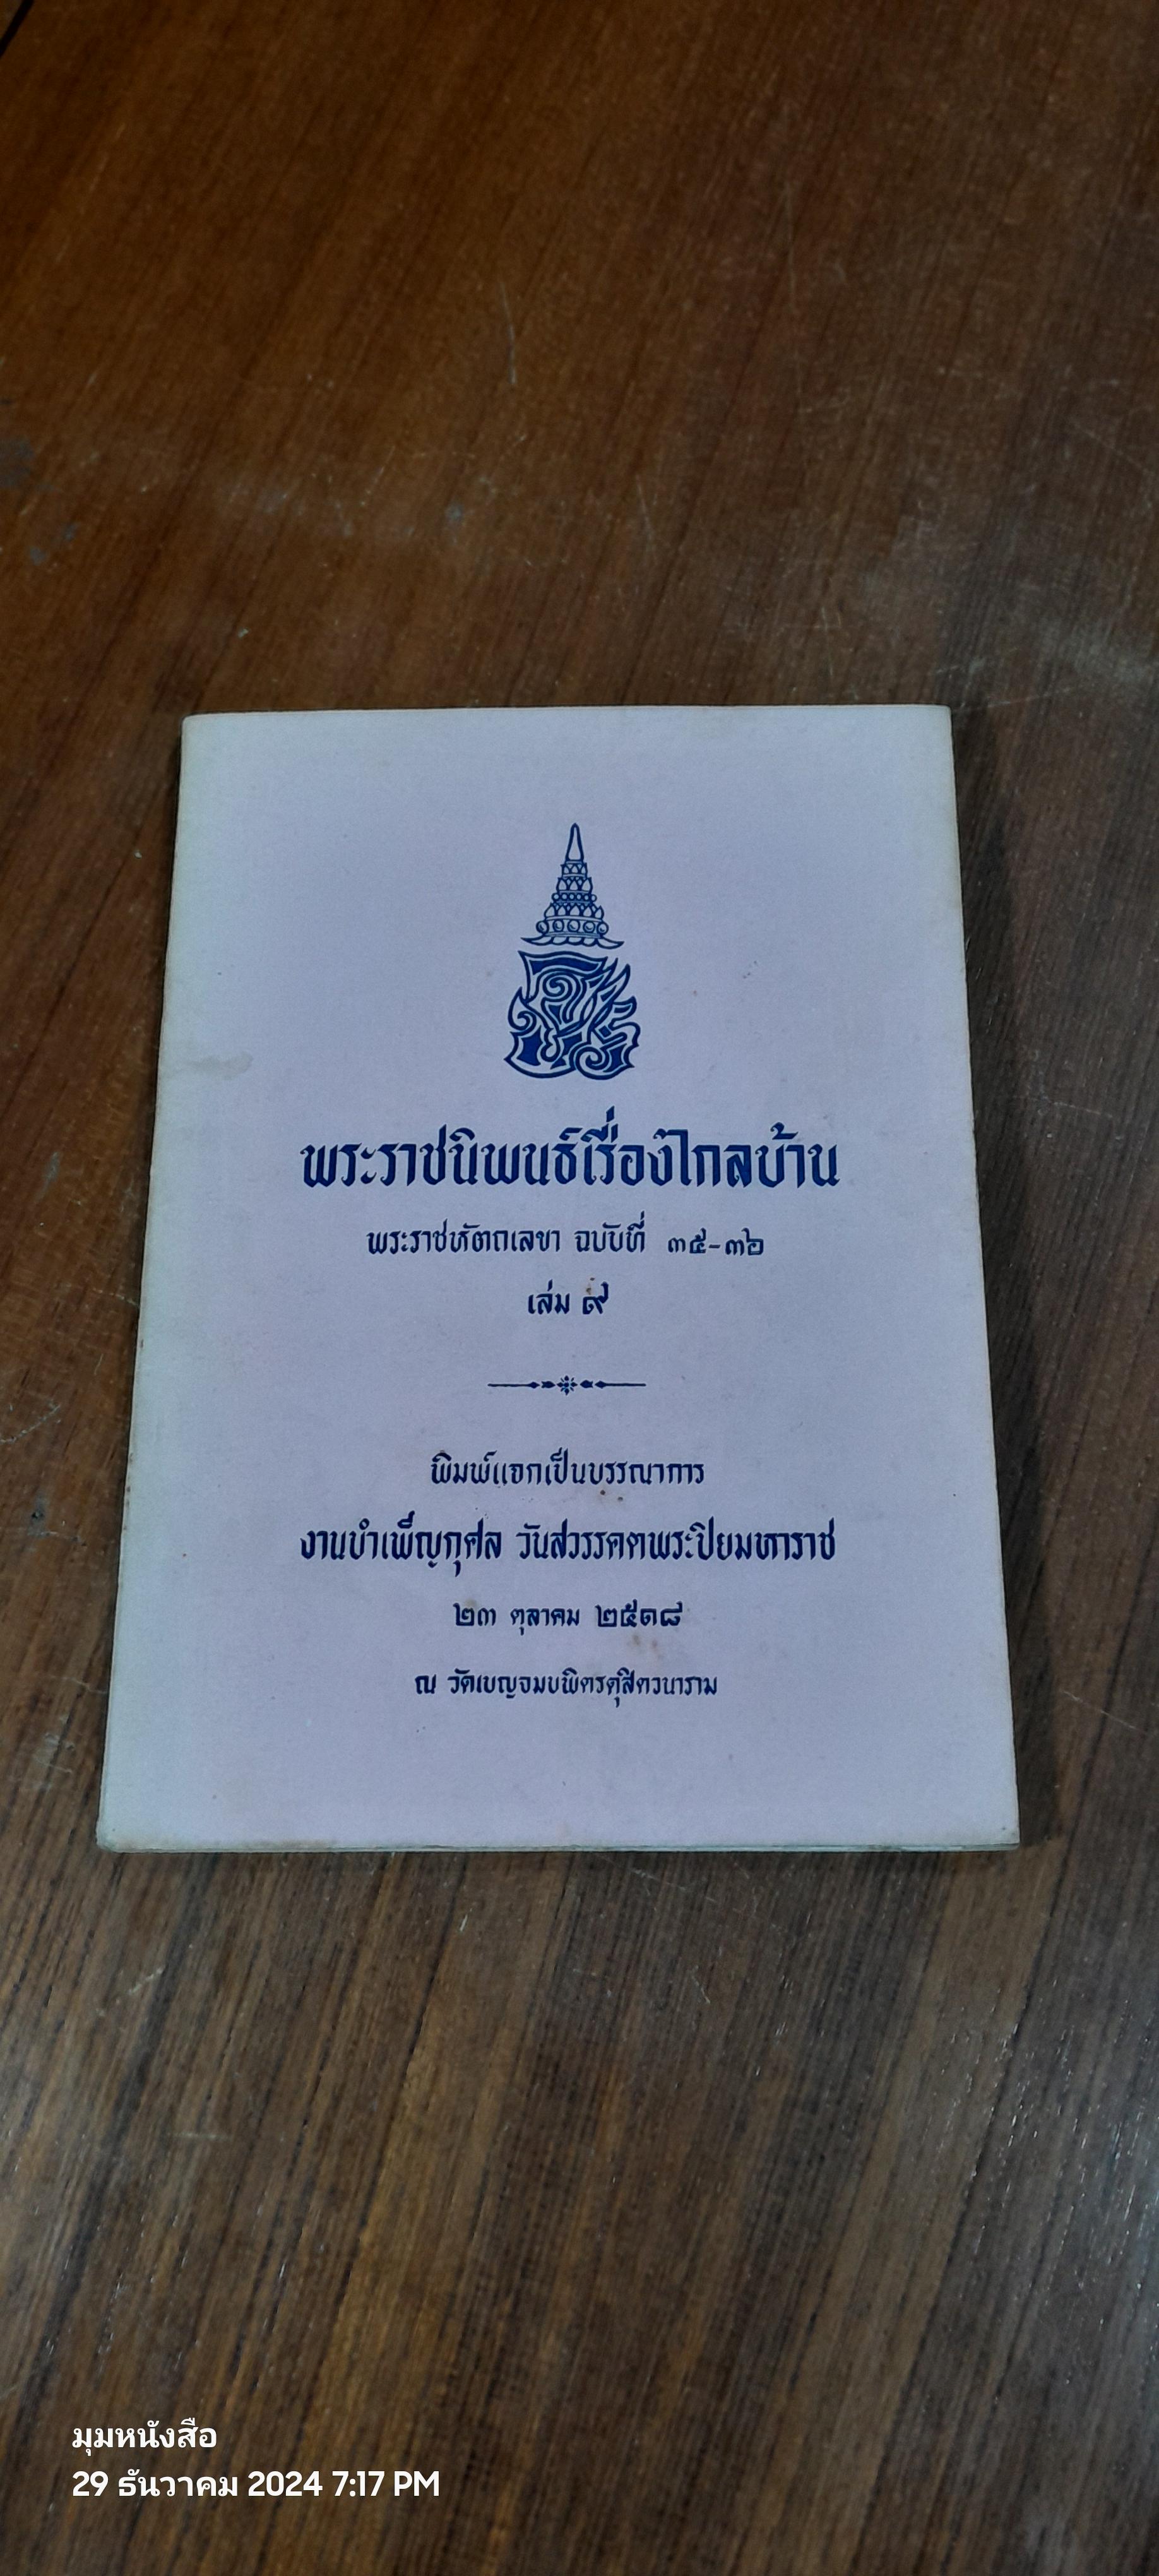 พระราชนิพนธ์เรื่องไกลบ้าน
พระราชหัตถเลขา ฉบับที่ ๓๕-๓๖
เล่ม ๙
พิมพ์แจกเป็นบรรณาการ
งานบำเพ็ญกุศล วันสวรรคตพระปิยมหาราช
๒๓ ตุลาคม ๒๕๑๘
ณ วัดเบญจมบพิตรดุสิตวนาราม
มุมหนังสือ
29 ธันวาคม 2024 7:17 PM